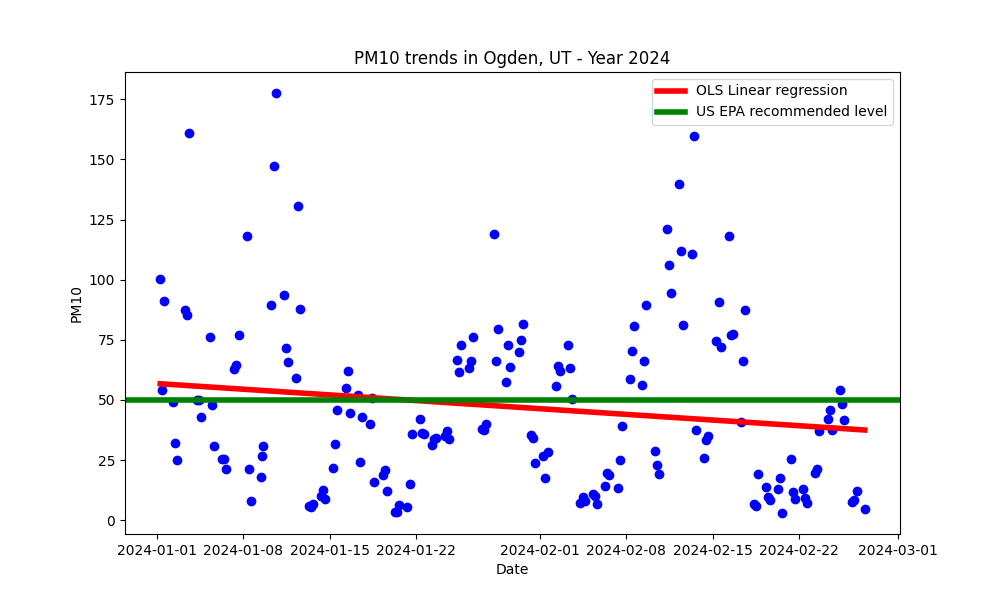 PM10 trends in Ogden, UT - Year 2024
OLS Linear regression
US EPA recommended level
175
150
125
100
75
50
25
0
PM10
2024-01-01 2024-01-08 2024-01-15 2024-01-22 2024-02-01 2024-02-08 2024-02-15 2024-02-22 2024-03-01
Date